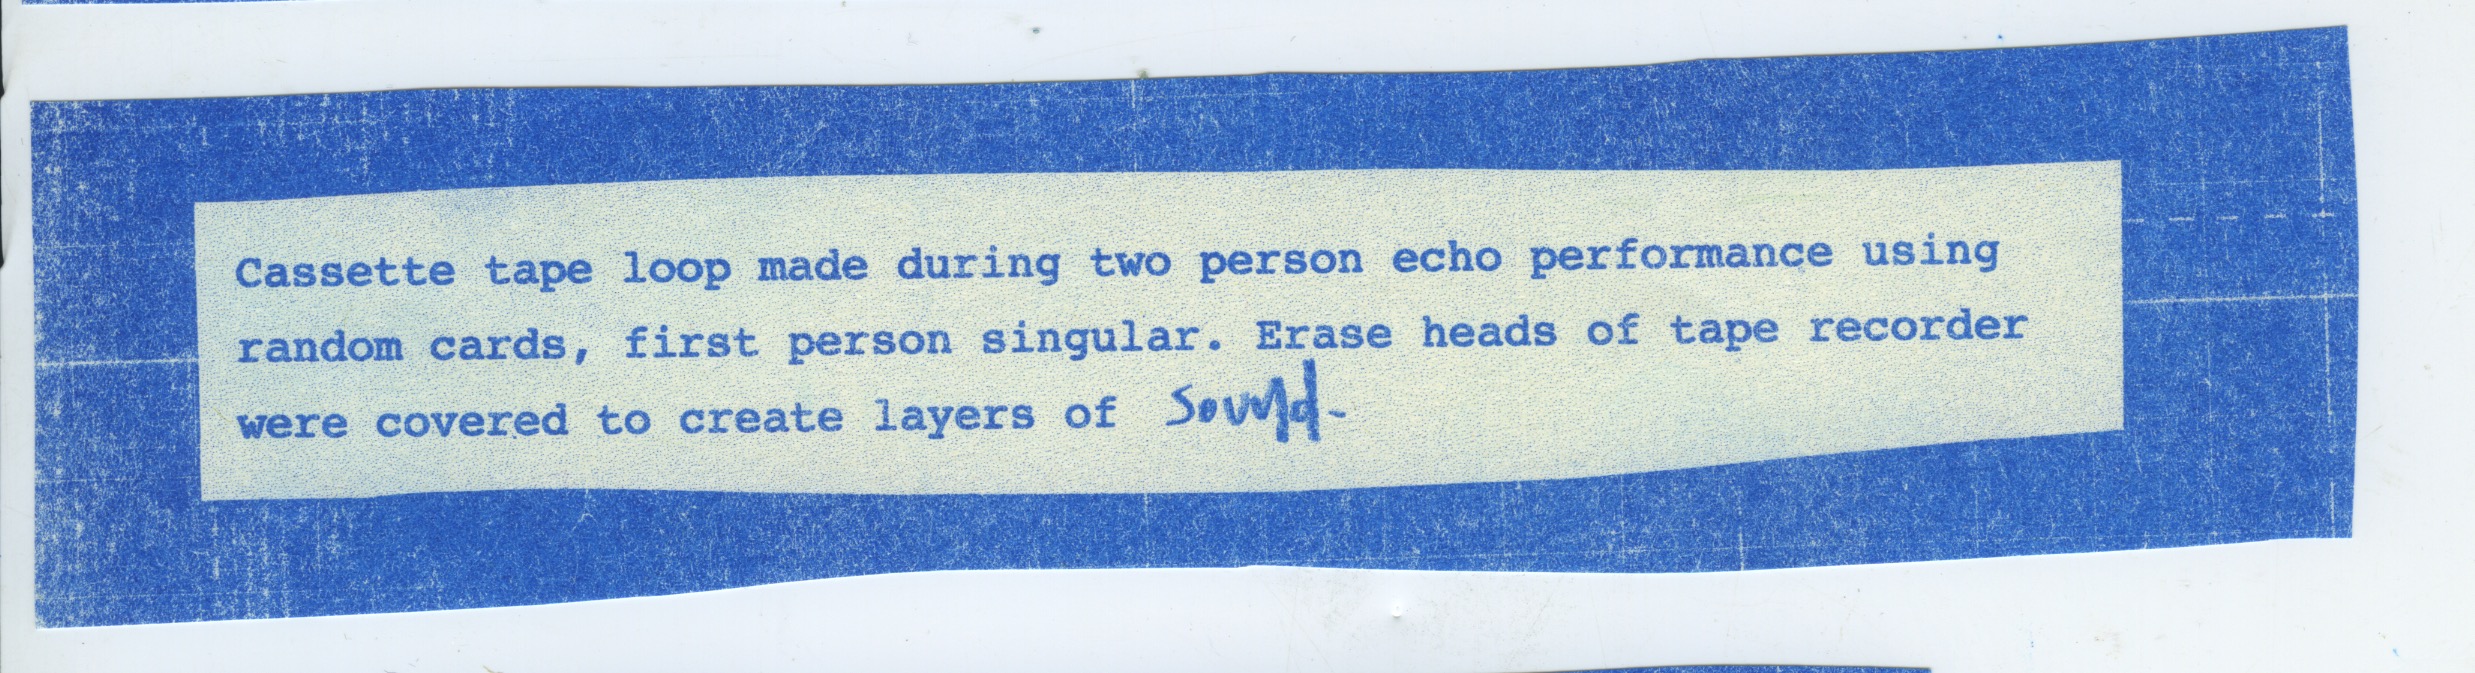 Cassette tape loop made during two person echo performance using
random cards, first person singular. Erase heads of tape recorder
were covered to create layers of sound.